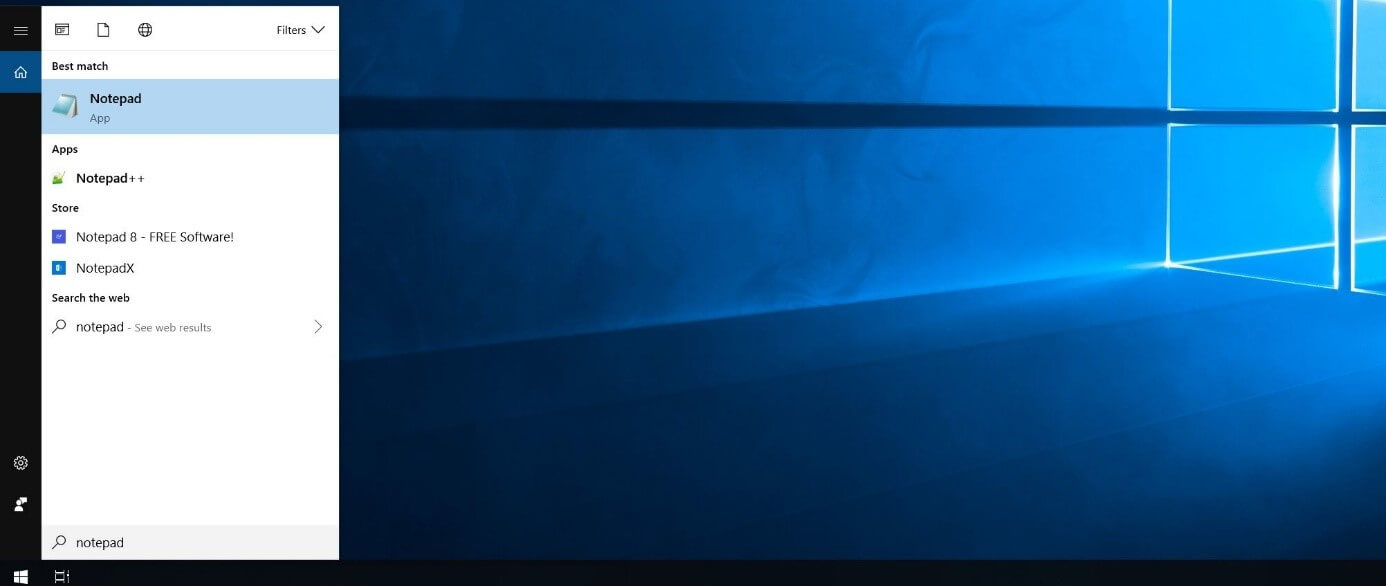 Filters
Best match
Notepad
App
Apps
Notepad++
Store
Notepad 8 - FREE Software!
NotepadX
Search the web
notepad - See web results
notepad